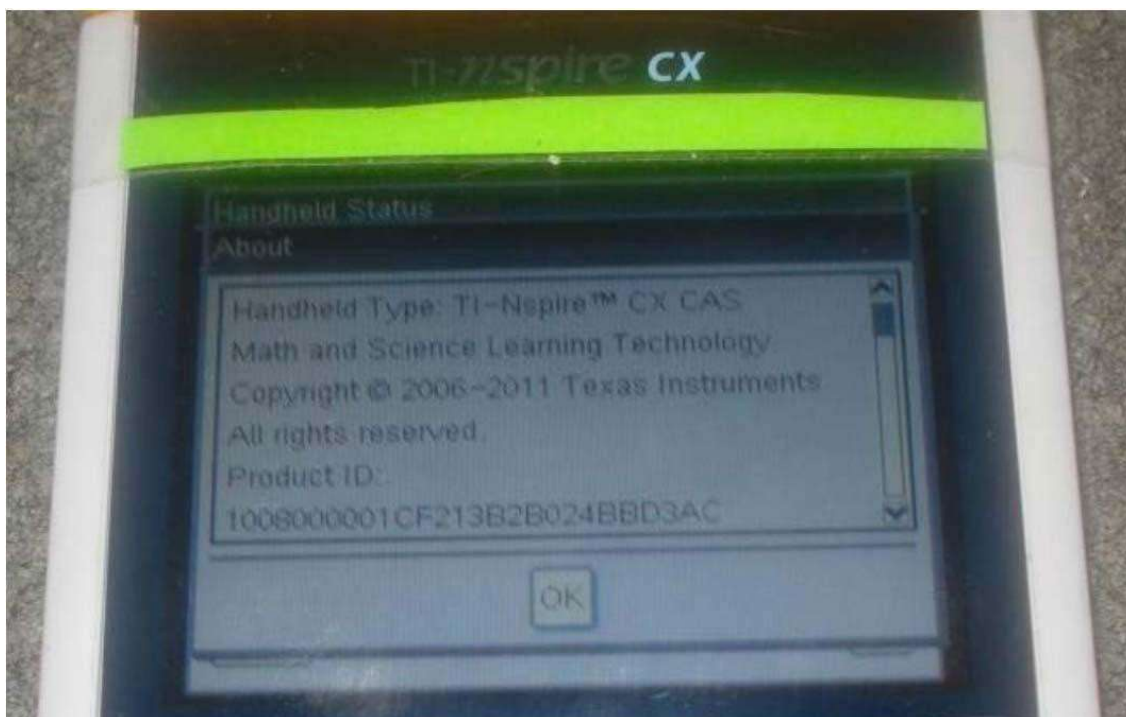 TI-nspire CX
Handheld Status
About
Handheld Type: TI-Nspire™ CX CAS
Math and Science Learning Technology
Copyright © 2006-2011 Texas Instruments
All rights reserved.
Product ID:
1008000001CF213B2B024BBD3AC
OK